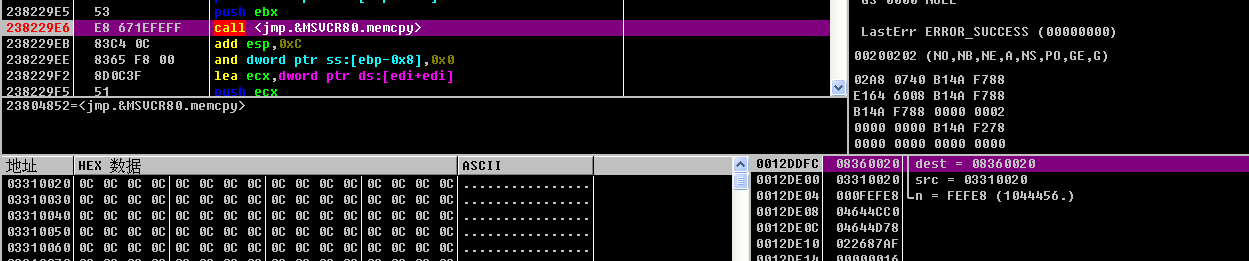 238229E5 53 push ebx
238229E6 E8 671EFEFF call <jmp.&MSVCR80.memcpy>
238229EB 83C4 0C add esp,0xC
238229EE 8365 F8 00 and dword ptr ss:[ebp-0x8],0x0
238229F2 8D0C3F lea ecx,dword ptr ds:[edi+edi]
238229F5 51 push ecx
23804852=<jmp.&MSVCR80.memcpy>
GS 0000 NULL
LastErr ERROR_SUCCESS (00000000)
00200202 (NO,NB,NE,A,NS,PO,GE,G)
02A8 0740 B14A F788
E164 6008 B14A F788
B14A F788 0000 0002
0000 0000 B14A F278
0000 0000 0000 0000
地址 HEX 数据 ASCII
03310020 0C 0C 0C 0C 0C 0C 0C 0C 0C 0C 0C 0C 0C 0C 0C 0C ................
03310030 0C 0C 0C 0C 0C 0C 0C 0C 0C 0C 0C 0C 0C 0C 0C 0C ................
03310040 0C 0C 0C 0C 0C 0C 0C 0C 0C 0C 0C 0C 0C 0C 0C 0C ................
03310050 0C 0C 0C 0C 0C 0C 0C 0C 0C 0C 0C 0C 0C 0C 0C 0C ................
03310060 0C 0C 0C 0C 0C 0C 0C 0C 0C 0C 0C 0C 0C 0C 0C 0C ................
0012DDFC 08360020 dest = 08360020
0012DE00 03310020 src = 03310020
0012DE04 000FEFE8 n = FEFE8 (1044456.)
0012DE08 04644CC0
0012DE0C 04644D78
0012DE10 022687AF
0012DE14 00000016